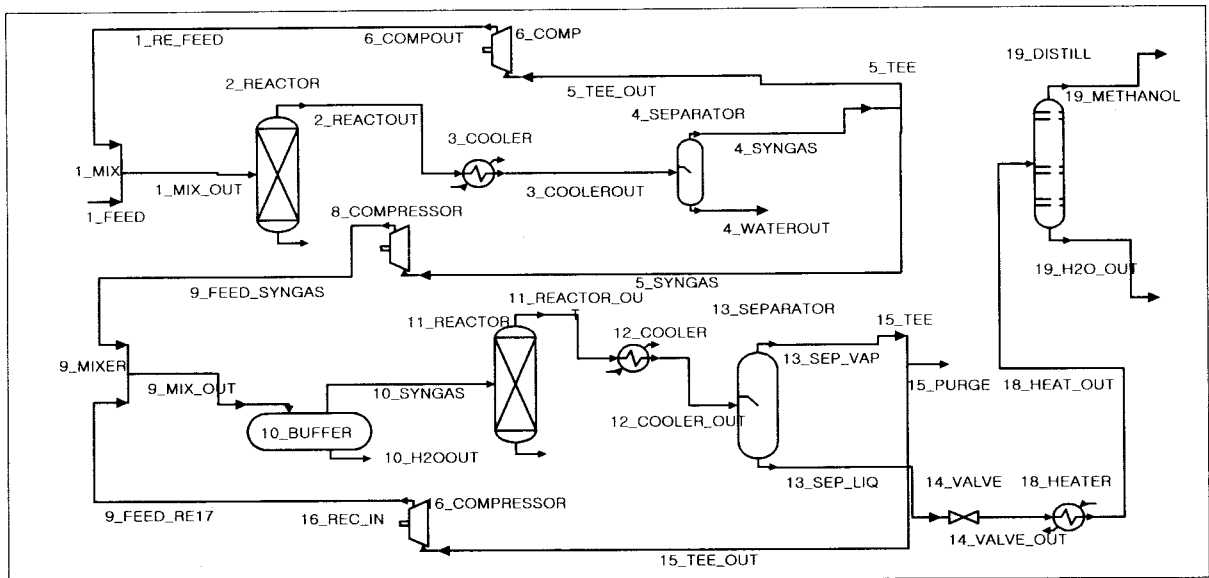 1_RE_FEED
6_COMPOUT
6_COMP
5_TEE
19_DISTILL
2_REACTOR
5_TEE_OUT
19_METHANOL
2_REACTOUT
4_SEPARATOR
3_COOLER
4_SYNGAS
1_MIX
1_MIX_OUT
3_COOLEROUT
1_FEED
8_COMPRESSOR
4_WATEROUT
19_H2O_OUT
9_FEED_SYNGAS
5_SYNGAS
11_REACTOR_OU
13_SEPARATOR
11_REACTOR
12_COOLER
15_TEE
13_SEP_VAP
9_MIXER
9_MIX_OUT
10_SYNGAS
15_PURGE
18_HEAT_OUT
12_COOLER_OUT
10_BUFFER
10_H2OOUT
13_SEP_LIQ
14_VALVE
18_HEATER
9_FEED_RE17
16_REC_IN
16_COMPRESSOR
14_VALVE_OUT
15_TEE_OUT